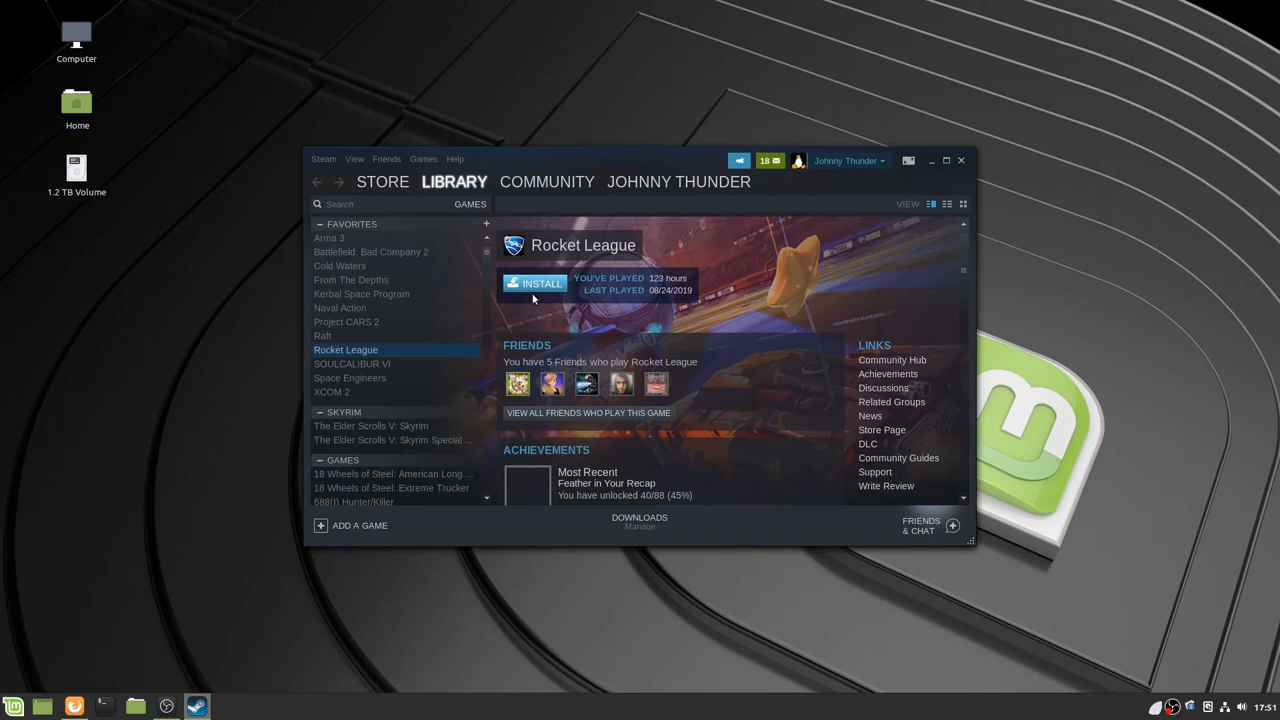 Computer
Home
1.2 TB Volume
Steam View Friends Games Help
18
Johnny Thunder
STORE LIBRARY COMMUNITY JOHNNY THUNDER
Search
GAMES
VIEW
FAVORITES
Arma 3
Battlefield: Bad Company 2
Cold Waters
From The Depths
Kerbal Space Program
Naval Action
Project CARS 2
Raft
Rocket League
SOULCALIBUR VI
Space Engineers
XCOM 2
SKYRIM
The Elder Scrolls V: Skyrim
The Elder Scrolls V: Skyrim Special ...
GAMES
18 Wheels of Steel: American Long ...
18 Wheels of Steel: Extreme Trucker
688(I) Hunter/Killer
Rocket League
INSTALL
YOU'VE PLAYED 123 hours
LAST PLAYED 08/24/2019
FRIENDS
You have 5 Friends who play Rocket League
VIEW ALL FRIENDS WHO PLAY THIS GAME
ACHIEVEMENTS
Most Recent
Feather in Your Recap
You have unlocked 40/88 (45%)
LINKS
Community Hub
Achievements
Discussions
Related Groups
News
Store Page
DLC
Community Guides
Support
Write Review
ADD A GAME
DOWNLOADS
Manage
FRIENDS
& CHAT
17:51